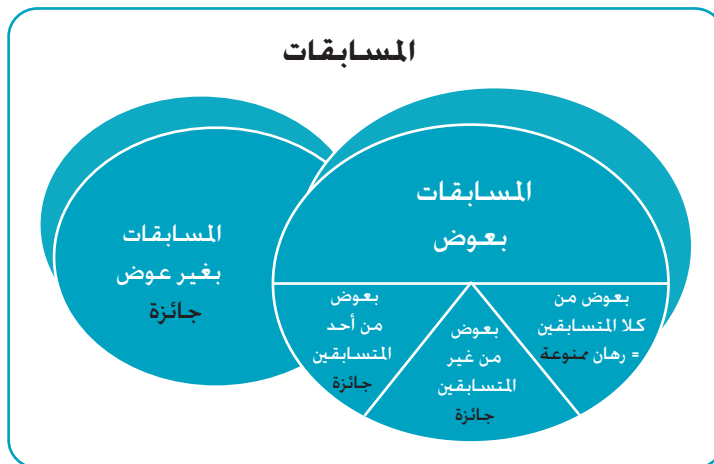 المسابقات
المسابقات
بعوض
بعوض من
كلا المتسابقين
= رهان ممنوعة
بعوض
من غير
المتسابقين
جائزة
بعوض
من أحد
المتسابقين
جائزة
المسابقات
بغير عوض
جائزة